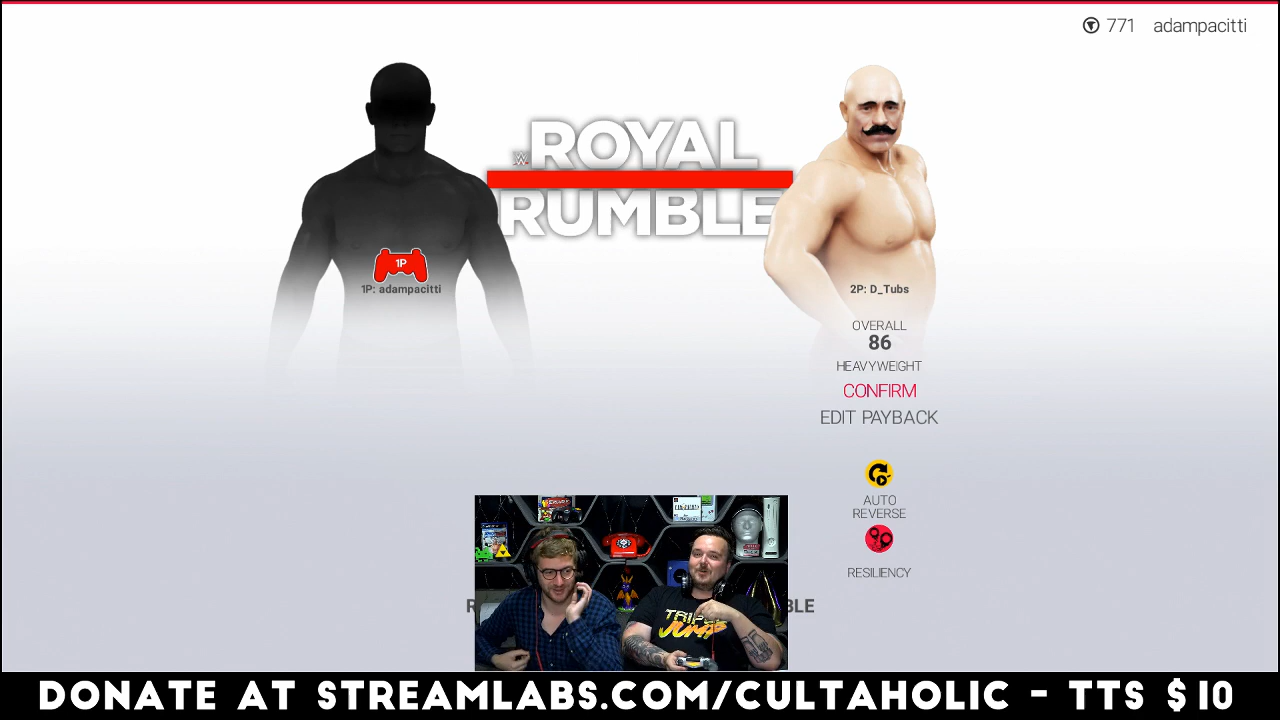 771 adampacitti
W
ROYAL
RUMBLE
1P
1P: adampacitti
2P: D_Tubs
OVERALL
86
HEAVYWEIGHT
CONFIRM
EDIT PAYBACK
AUTO
REVERSE
RESILIENCY
DONATE AT STREAMLABS.COM/CULTAHOLIC - TTS $10